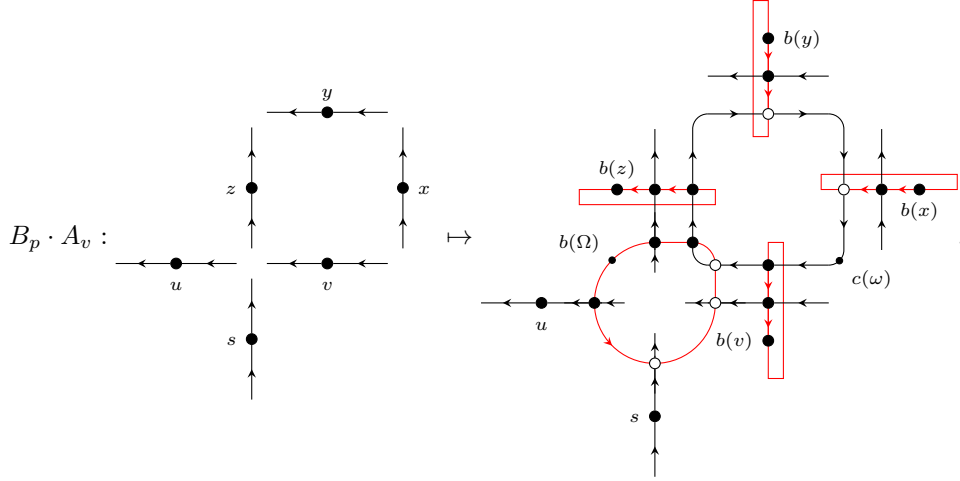 B_p · A_v :
y
z
x
u
v
s
↦
b(y)
b(z)
b(x)
b(Ω)
c(ω)
u
b(v)
s
.